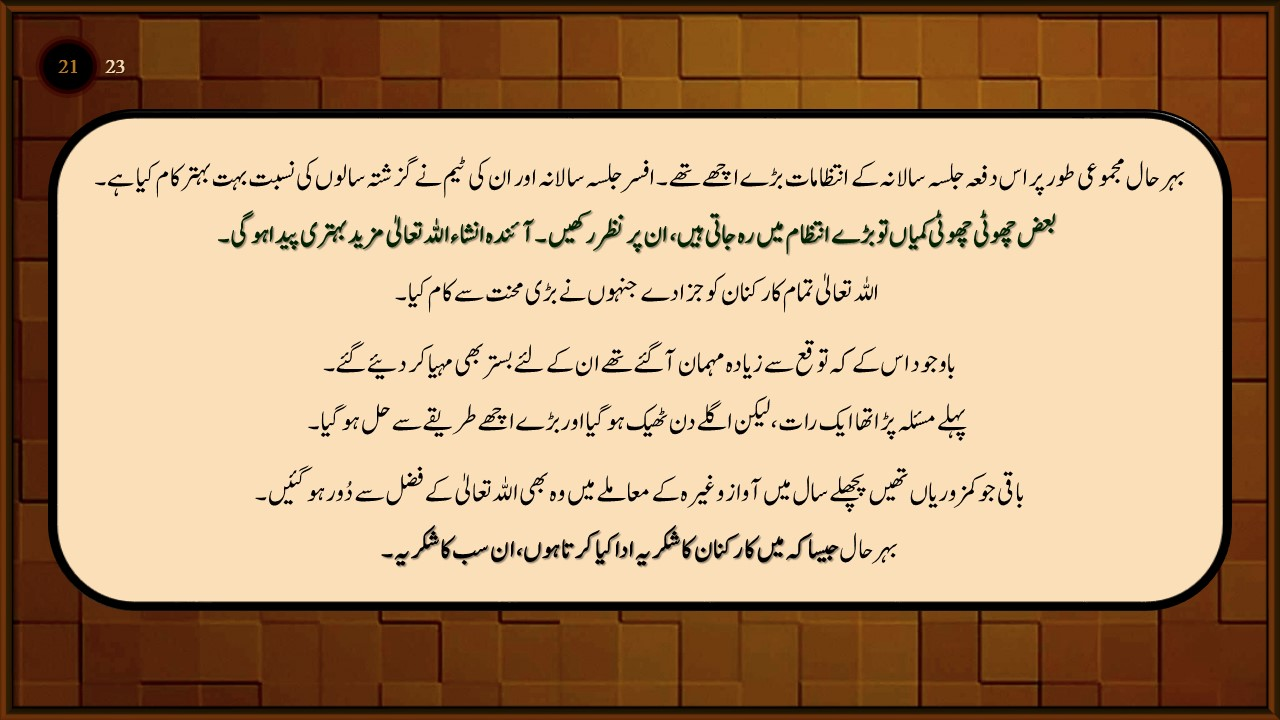 21 23
بہر حال مجموعی طور پر اس دفعہ جلسہ سالانہ کے انتظامات بڑے اچھے تھے۔ افسر جلسہ سالانہ اور ان کی ٹیم نے گزشتہ سالوں کی نسبت بہت بہتر کام کیا ہے۔
بعض چھوٹی چھوٹی کمیاں تو بڑے انتظام میں رہ جاتی ہیں، ان پر نظر رکھیں۔ آئندہ انشاء اللہ تعالیٰ مزید بہتری پیدا ہو گی۔
اللہ تعالیٰ تمام کارکنان کو جزا دے جنہوں نے بڑی محنت سے کام کیا۔
باوجود اس کے کہ توقع سے زیادہ مہمان آ گئے تھے ان کے لئے بستر بھی مہیا کر دیئے گئے۔
پہلے مسئلہ پڑا تھا ایک رات، لیکن اگلے دن ٹھیک ہو گیا اور بڑے اچھے طریقے سے حل ہو گیا۔
باقی جو کمزوریاں تھیں پچھلے سال میں آواز وغیرہ کے معاملے میں وہ بھی اللہ تعالیٰ کے فضل سے دُور ہو گئیں۔
بہر حال جیسا کہ میں کارکنان کا شکریہ ادا کیا کرتا ہوں، ان سب کا شکریہ۔